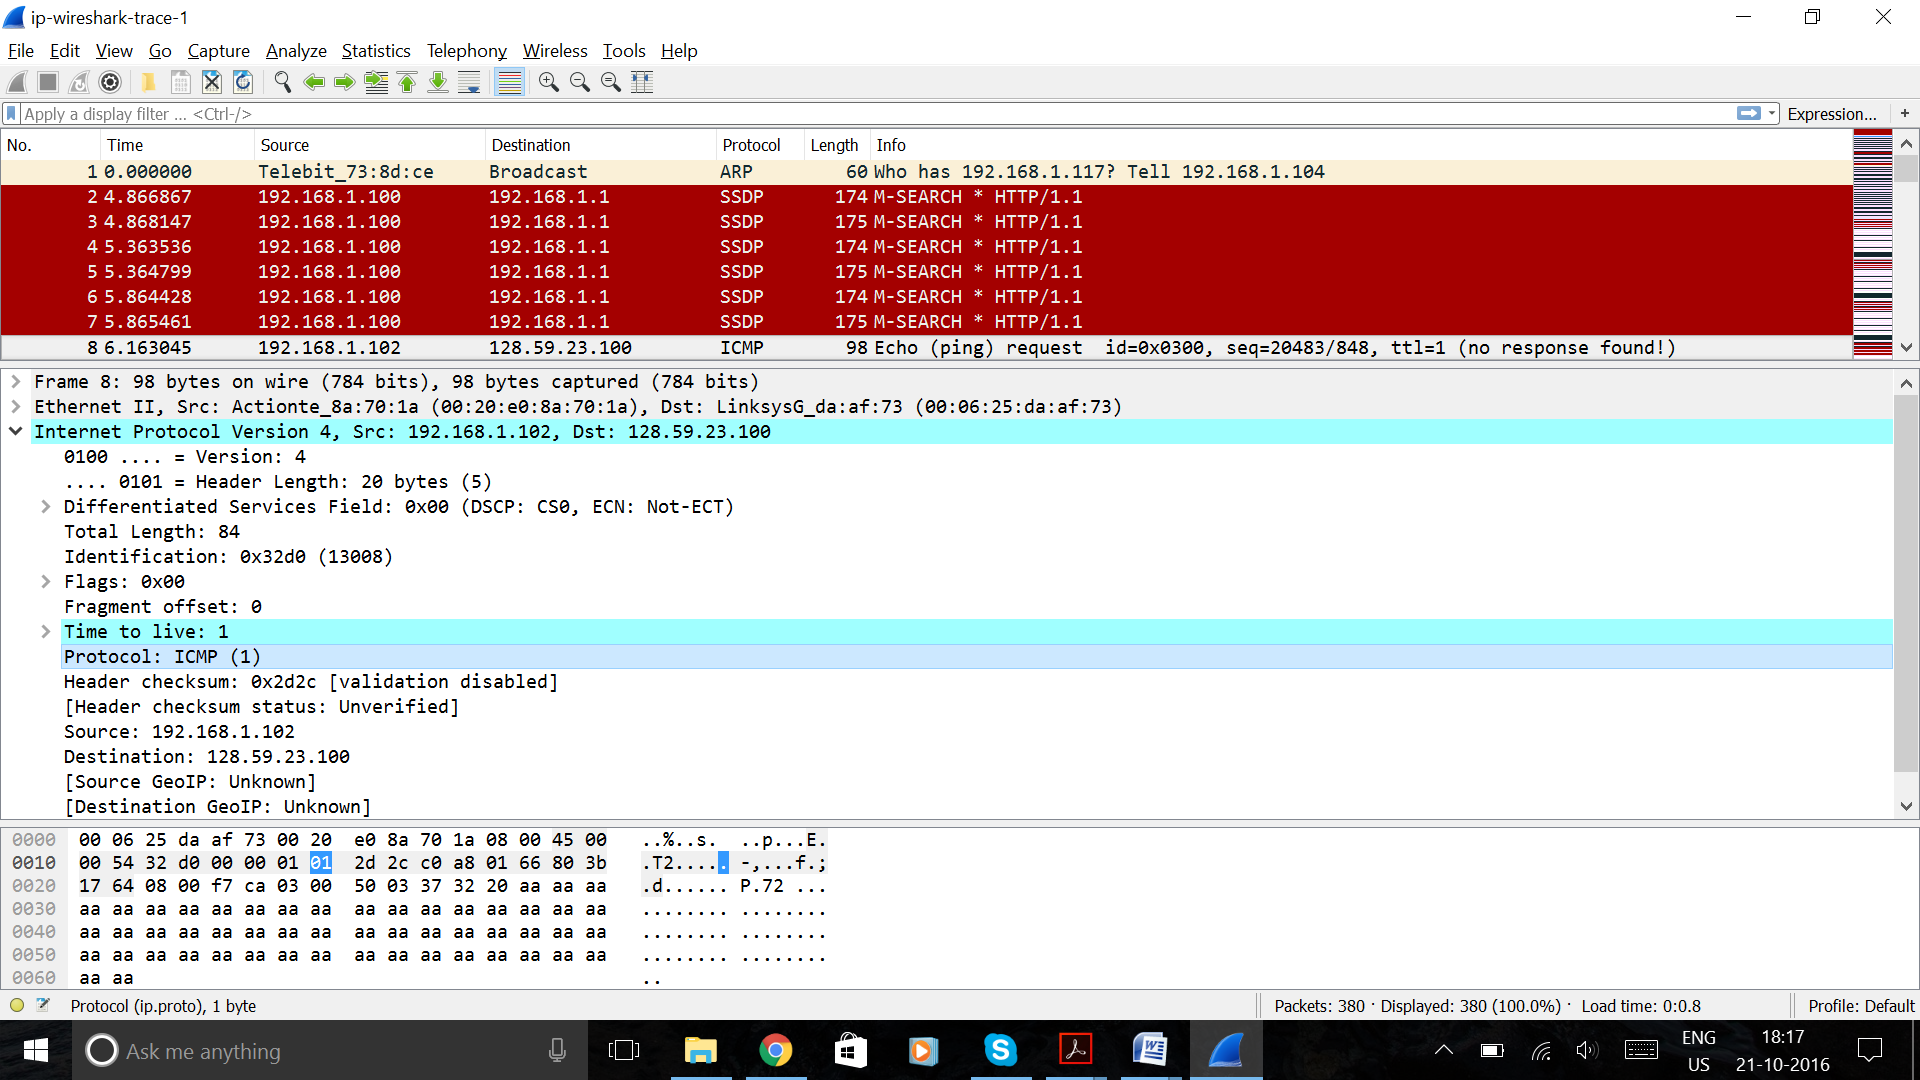 ip-wireshark-trace-1
File Edit View Go Capture Analyze Statistics Telephony Wireless Tools Help
Apply a display filter ... <Ctrl-/> Expression... +
No. Time Source Destination Protocol Length Info
1 0.000000 Telebit_73:8d:ce Broadcast ARP 60 Who has 192.168.1.117? Tell 192.168.1.104
2 4.866867 192.168.1.100 192.168.1.1 SSDP 174 M-SEARCH * HTTP/1.1
3 4.868147 192.168.1.100 192.168.1.1 SSDP 175 M-SEARCH * HTTP/1.1
4 5.363536 192.168.1.100 192.168.1.1 SSDP 174 M-SEARCH * HTTP/1.1
5 5.364799 192.168.1.100 192.168.1.1 SSDP 175 M-SEARCH * HTTP/1.1
6 5.864428 192.168.1.100 192.168.1.1 SSDP 174 M-SEARCH * HTTP/1.1
7 5.865461 192.168.1.100 192.168.1.1 SSDP 175 M-SEARCH * HTTP/1.1
8 6.163045 192.168.1.102 128.59.23.100 ICMP 98 Echo (ping) request id=0x0300, seq=20483/848, ttl=1 (no response found!)
Frame 8: 98 bytes on wire (784 bits), 98 bytes captured (784 bits)
Ethernet II, Src: Actionte_8a:70:1a (00:20:e0:8a:70:1a), Dst: LinksysG_da:af:73 (00:06:25:da:af:73)
Internet Protocol Version 4, Src: 192.168.1.102, Dst: 128.59.23.100
0100 .... = Version: 4
.... 0101 = Header Length: 20 bytes (5)
Differentiated Services Field: 0x00 (DSCP: CS0, ECN: Not-ECT)
Total Length: 84
Identification: 0x32d0 (13008)
Flags: 0x00
Fragment offset: 0
Time to live: 1
Protocol: ICMP (1)
Header checksum: 0x2d2c [validation disabled]
[Header checksum status: Unverified]
Source: 192.168.1.102
Destination: 128.59.23.100
[Source GeoIP: Unknown]
[Destination GeoIP: Unknown]
0000 00 06 25 da af 73 00 20 e0 8a 70 1a 08 00 45 00 ..%..s. ..p...E.
0010 00 54 32 d0 00 00 01 01 2d 2c c0 a8 01 66 80 3b .T2..... -,...f.;
0020 17 64 08 00 f7 ca 03 00 50 03 37 32 20 aa aa aa .d...... P.72 ...
0030 aa aa aa aa aa aa aa aa aa aa aa aa aa aa aa aa ........ ........
0040 aa aa aa aa aa aa aa aa aa aa aa aa aa aa aa aa ........ ........
0050 aa aa aa aa aa aa aa aa aa aa aa aa aa aa aa aa ........ ........
0060 aa aa ..
Protocol (ip.proto), 1 byte Packets: 380 · Displayed: 380 (100.0%) · Load time: 0:0.8 Profile: Default
Ask me anything ENG 18:17
US 21-10-2016